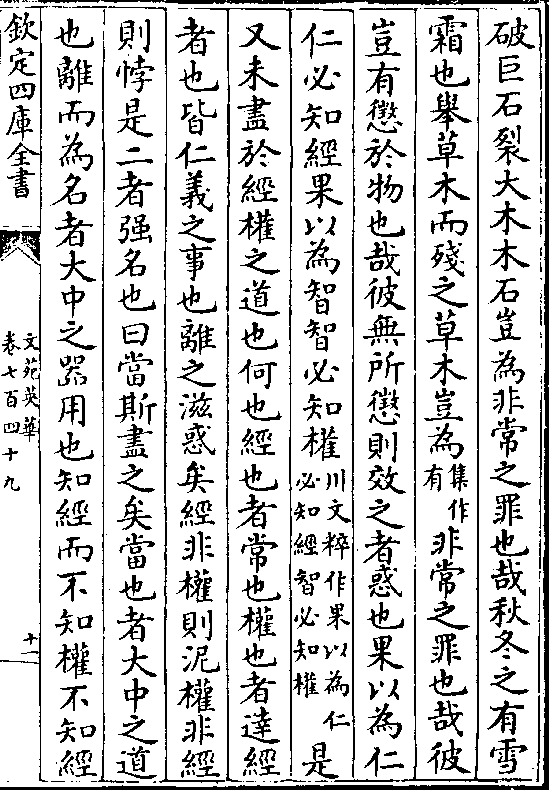 破巨石裂大木木石豈為非常之罪也哉秋冬之有雪
霜也舉草木而殘之草木豈為集作有非常之罪也哉彼
豈有懲於物也哉彼無所懲則效之者惑也果以為仁
仁必知經果以為智智必知權川文粹作果以為仁必知經智必知權是
又未盡於經權之道也何也經也者常也權也者達經
者也皆仁義之事也離之滋惑矣經非權則泥權非經
則悖是二者强名也曰當斯盡之矣當也者大中之道
也離而為名者大中之器用也知經而不知權不知經
欽定四庫全書
文苑英華
卷七百四十九
十一